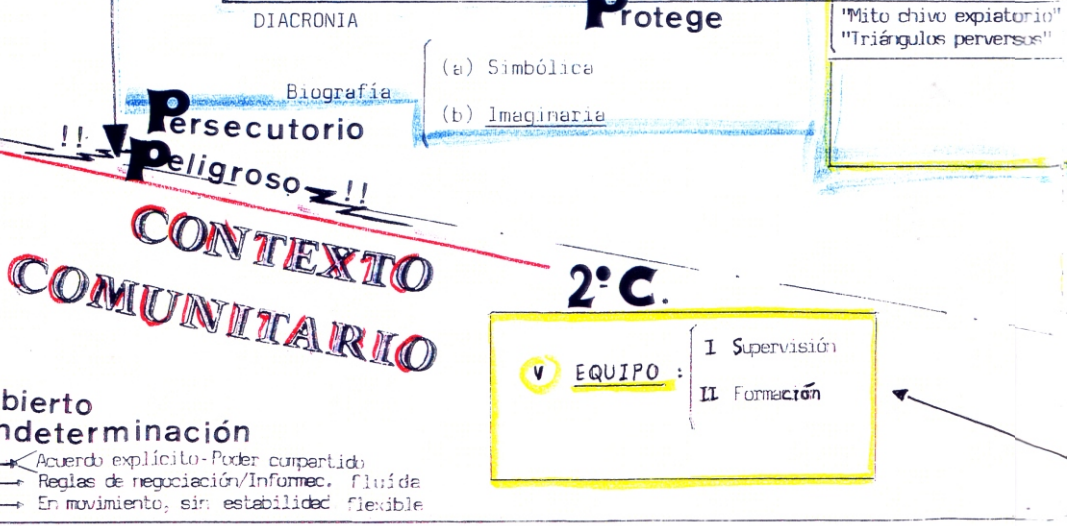 DIACRONIA
Protege
"Mito chivo expiatorio"
"Triángulos perversos"
(a) Simbólica
Biografía
(b) Imaginaria
Persecutorio
!!
Peligroso
!!
CONTEXTO
COMUNITARIO
2º C.
V EQUIPO :
I Supervisión
II Formación
bierto
ndeterminación
Acuerdo explícito-Poder compartido
Reglas de negociación/Informac. fluída
En movimiento, sin estabilidad flexible